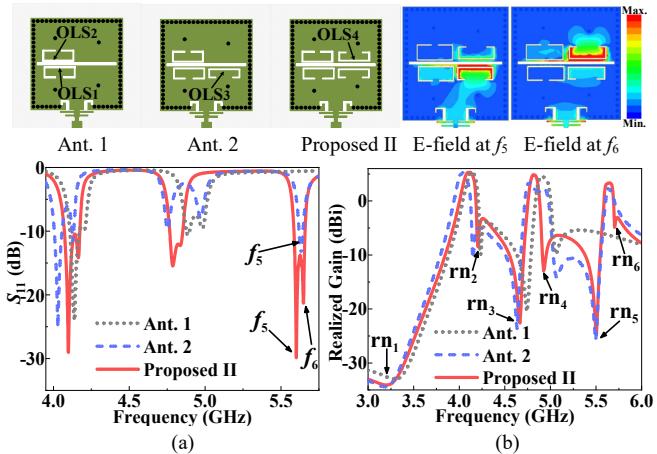 OLS2
OLS1
OLS3
OLS4
Max.
Min.
Ant. 1
Ant. 2
Proposed II
E-field at f5
E-field at f6
0
-10
-20
-30
S11 (dB)
f5
f5
f6
Ant. 1
Ant. 2
Proposed II
4.0
4.5
5.0
5.5
Frequency (GHz)
(a)
0
-10
-20
-30
Realized Gain (dBi)
rn1
rn2
rn3
rn4
rn5
rn6
Ant. 1
Ant. 2
Proposed II
3.0
3.5
4.0
4.5
5.0
5.5
6.0
Frequency (GHz)
(b)